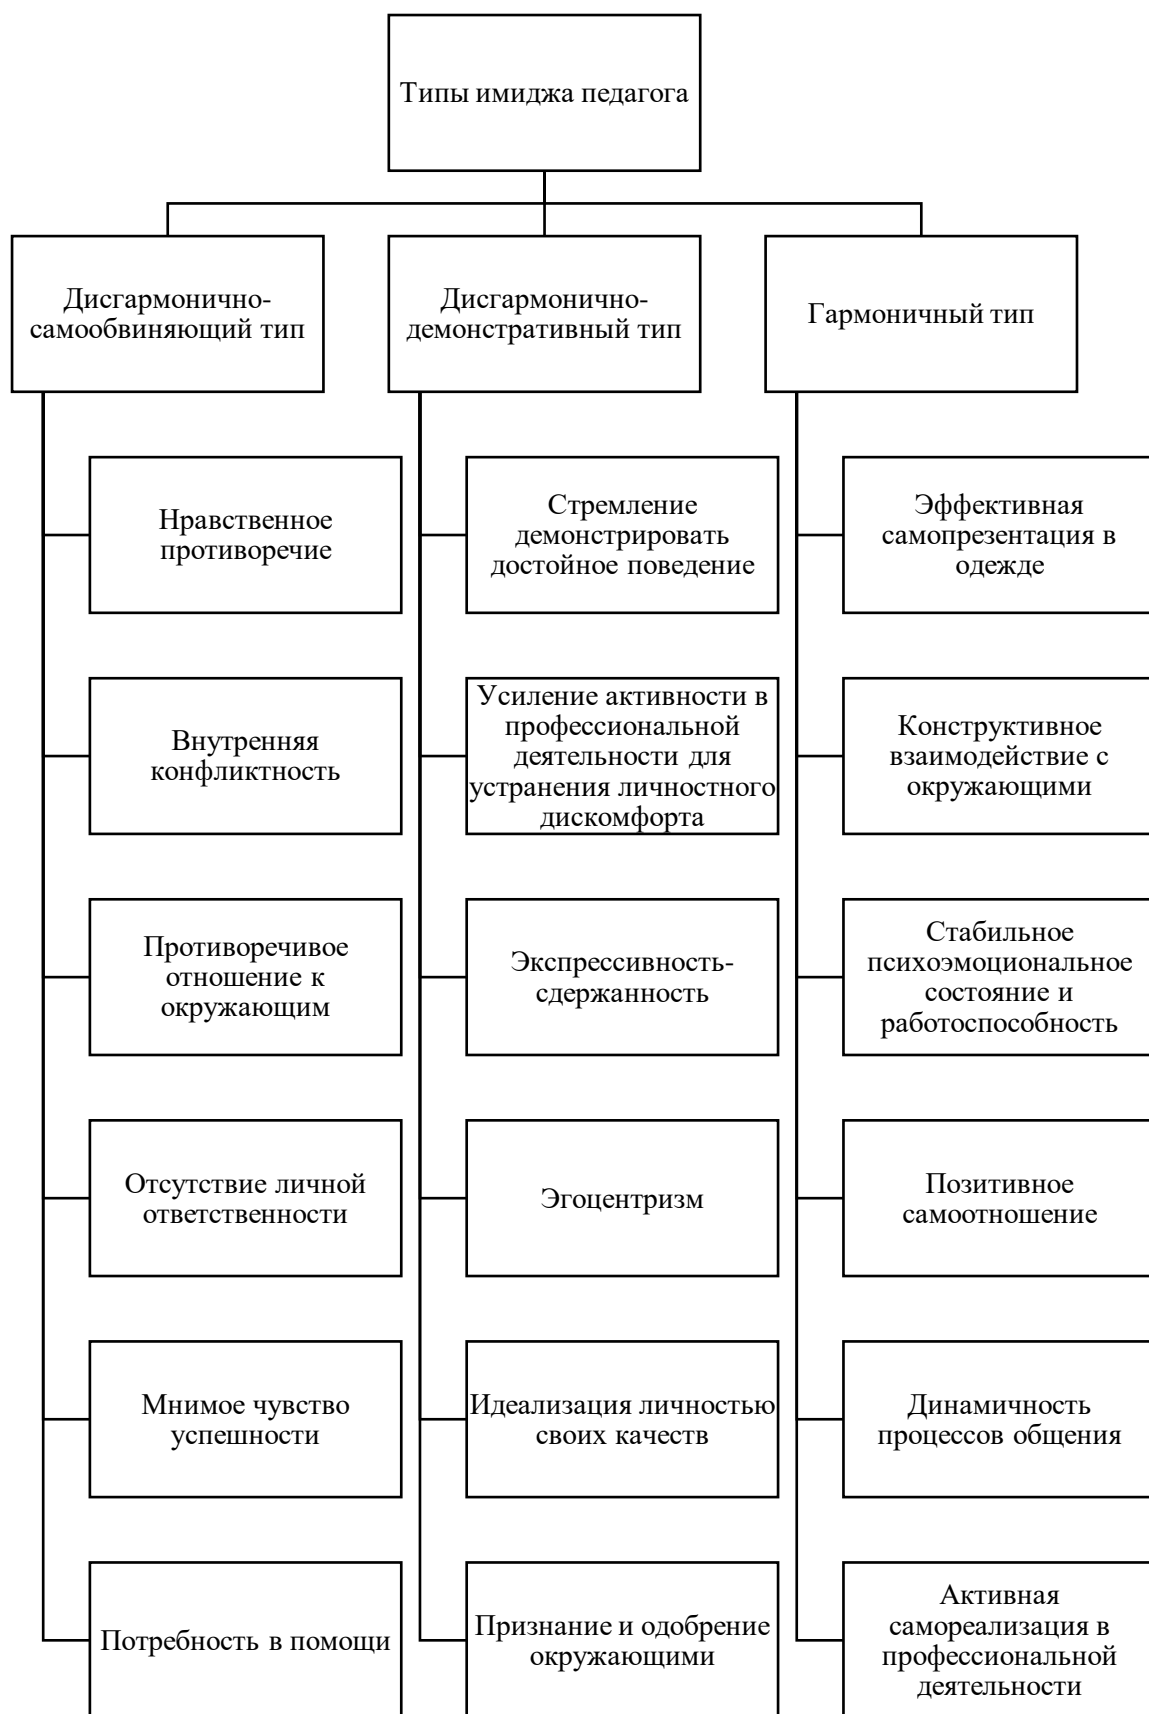 Типы имиджа педагога
Дисгармонично-
самообвиняющий тип
Дисгармонично-
демонстративный тип
Гармоничный тип
Нравственное
противоречие
Стремление
демонстрировать
достойное поведение
Эффективная
самопрезентация в
одежде
Внутренняя
конфликтность
Усиление активности в
профессиональной
деятельности для
устранения личностного
дискомфорта
Конструктивное
взаимодействие с
окружающими
Противоречивое
отношение к
окружающим
Экспрессивность-
сдержанность
Стабильное
психоэмоциональное
состояние и
работоспособность
Отсутствие личной
ответственности
Эгоцентризм
Позитивное
самоотношение
Мнимое чувство
успешности
Идеализация личностью
своих качеств
Динамичность
процессов общения
Потребность в помощи
Признание и одобрение
окружающими
Активная
самореализация в
профессиональной
деятельности